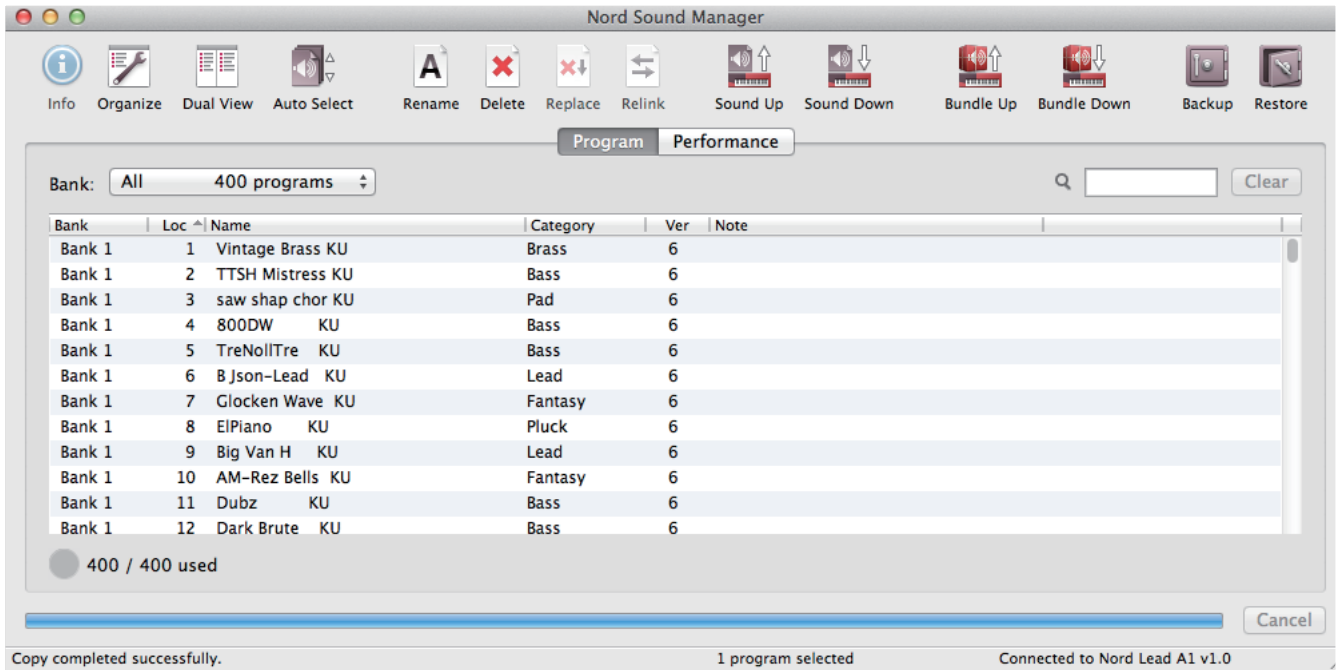 Nord Sound Manager
Info Organize Dual View Auto Select Rename Delete Replace Relink Sound Up Sound Down Bundle Up Bundle Down Backup Restore
Program Performance
Bank: All 400 programs Clear
Bank Loc Name Category Ver Note
Bank 1 1 Vintage Brass KU Brass 6
Bank 1 2 TTSH Mistress KU Bass 6
Bank 1 3 saw shap chor KU Pad 6
Bank 1 4 800DW KU Bass 6
Bank 1 5 TreNollTre KU Bass 6
Bank 1 6 B Json-Lead KU Lead 6
Bank 1 7 Glocken Wave KU Fantasy 6
Bank 1 8 ElPiano KU Pluck 6
Bank 1 9 Big Van H KU Lead 6
Bank 1 10 AM-Rez Bells KU Fantasy 6
Bank 1 11 Dubz KU Bass 6
Bank 1 12 Dark Brute KU Bass 6
400 / 400 used
Cancel
Copy completed successfully. 1 program selected Connected to Nord Lead A1 v1.0